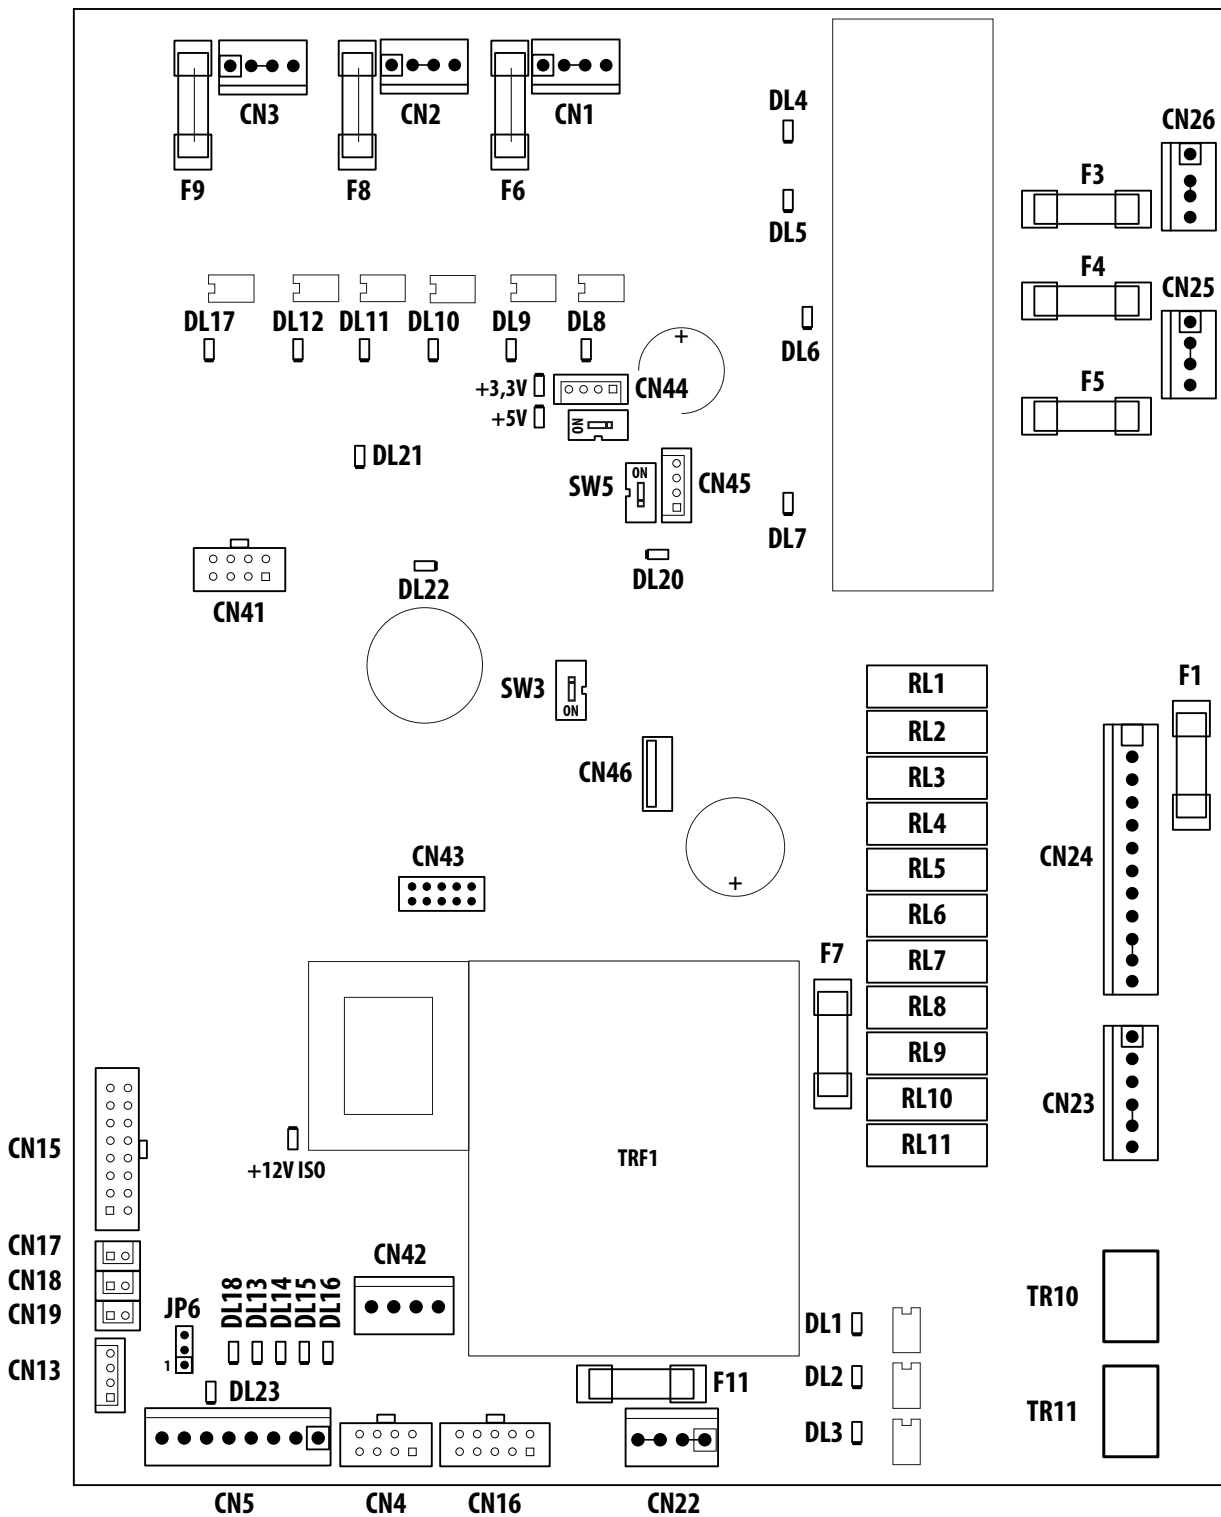 CN3
CN2
CN1
DL4
CN26
F9
F8
F6
F3
DL5
F4
CN25
DL17
DL12
DL11
DL10
DL9
DL8
DL6
+
+3,3V
CN44
F5
+5V
ON
DL21
SW5
ON
CN45
DL7
DL22
DL20
CN41
SW3
ON
RL1
F1
RL2
CN46
RL3
RL4
CN43
CN24
RL5
+
RL6
F7
RL7
RL8
RL9
RL10
CN23
CN15
+12V ISO
TRF1
RL11
CN17
CN18
CN19
CN13
JP6
1
DL18
DL13
DL14
DL15
DL16
CN42
TR10
DL1
DL23
F11
DL2
TR11
DL3
CN5
CN4
CN16
CN22